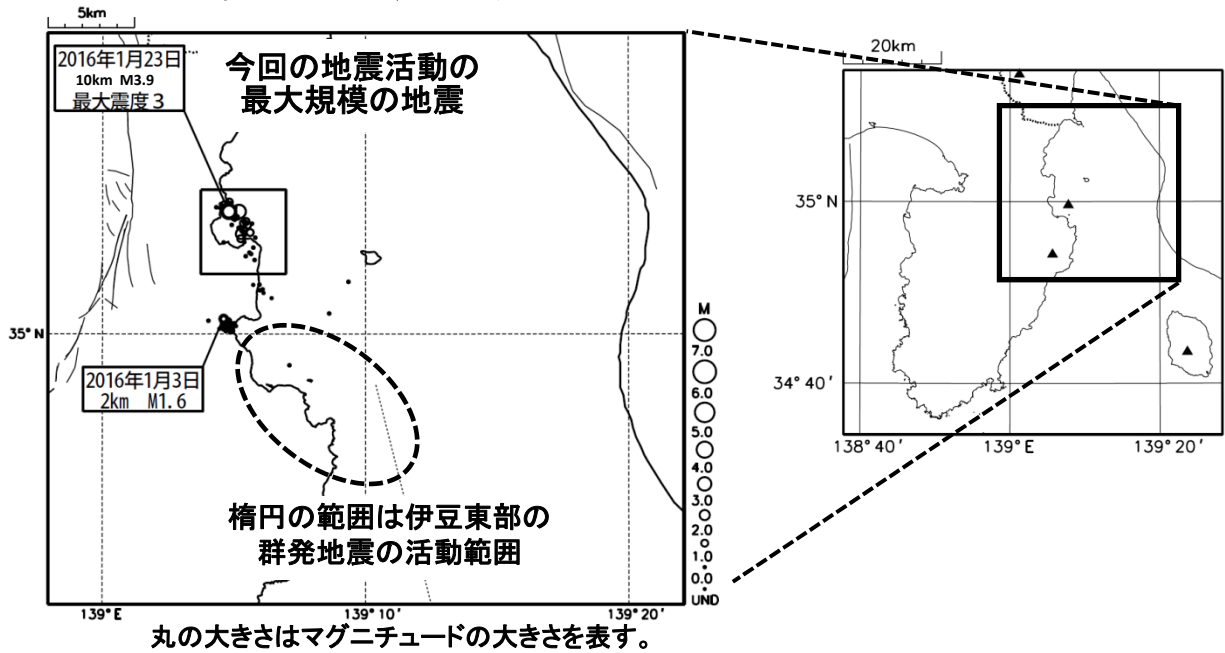 5km
2016年1月23日
10km M3.9
最大震度３
今回の地震活動の
最大規模の地震
35°N
2016年1月3日
2km M1.6
楕円の範囲は伊豆東部の
群発地震の活動範囲
139°E
139°10′
139°20′
M
7.0
6.0
5.0
4.0
3.0
2.0
1.0
0.0
UND
丸の大きさはマグニチュードの大きさを表す。
20km
35°N
34°40′
138°40′
139°E
139°20′